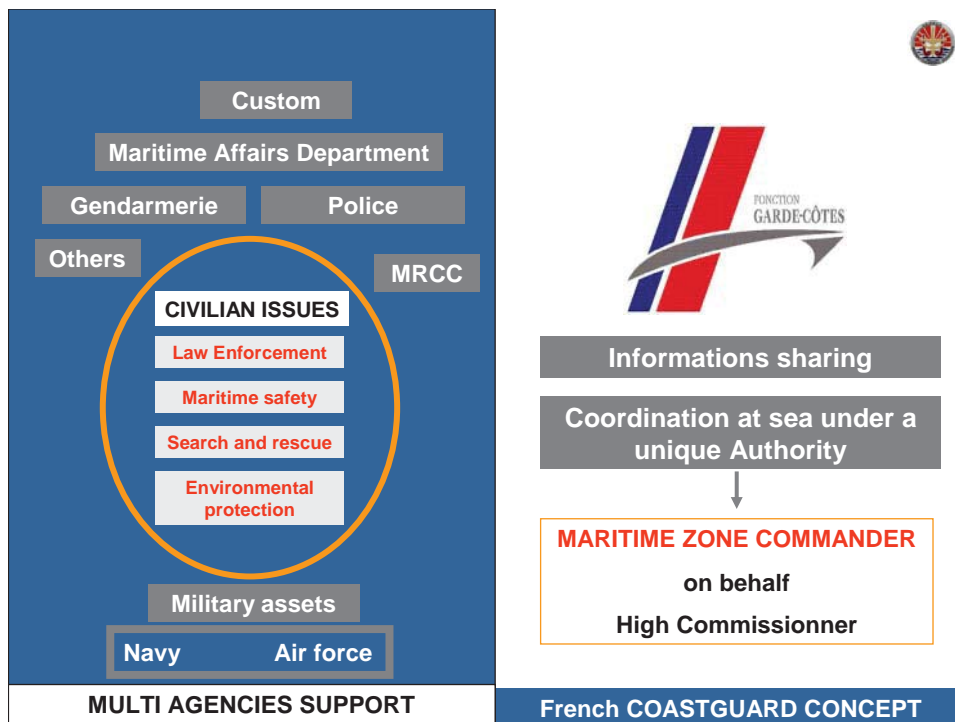 Custom
Maritime Affairs Department
Gendarmerie
Police
Others
MRCC
CIVILIAN ISSUES
Law Enforcement
Maritime safety
Search and rescue
Environmental
protection
Military assets
Navy
Air force
MULTI AGENCIES SUPPORT
FONCTION
GARDE-CÔTES
Informations sharing
Coordination at sea under a
unique Authority
MARITIME ZONE COMMANDER
on behalf
High Commissionner
French COASTGUARD CONCEPT